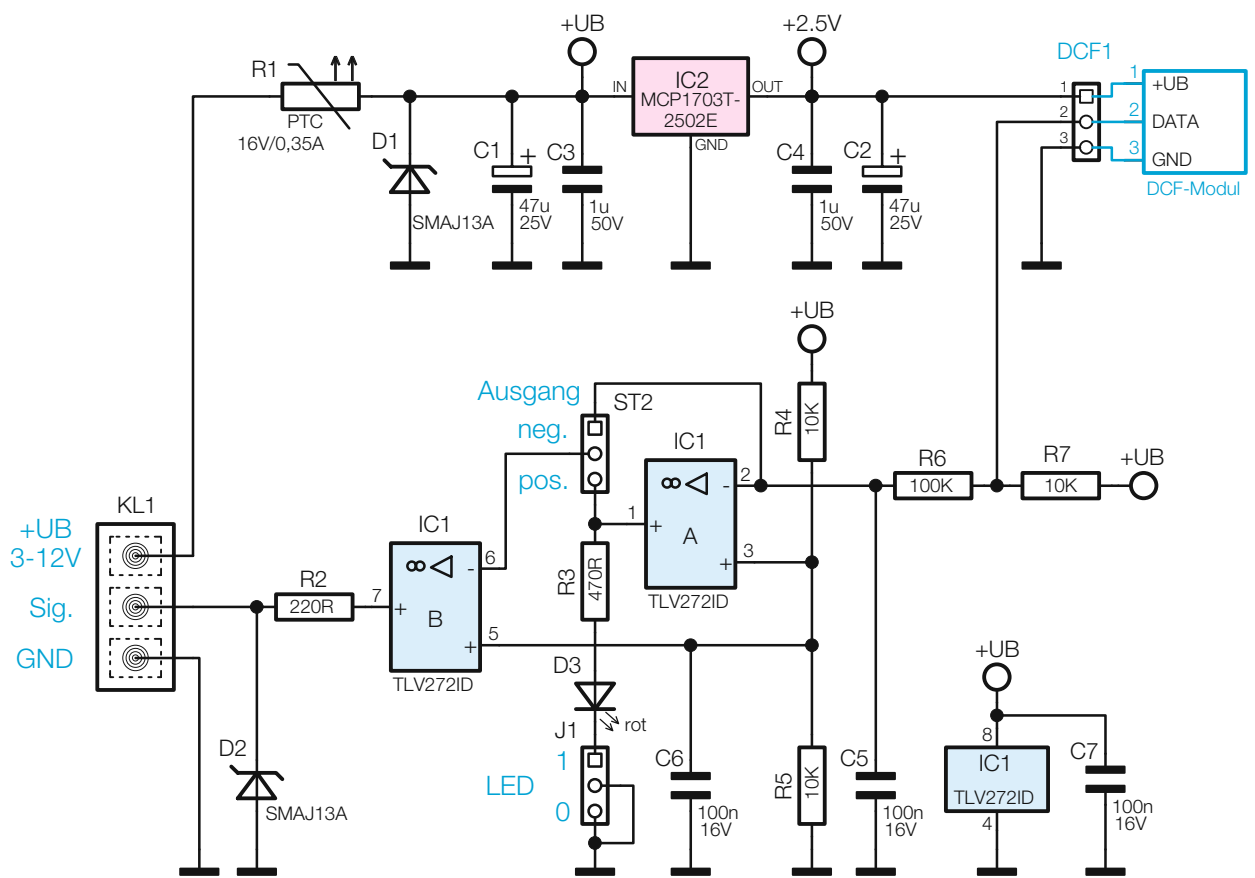 +UB
+2.5V
DCF1
R1
PTC
16V/0,35A
D1
SMAJ13A
C1
+
47u
25V
C3
1u
50V
IN
IC2
MCP1703T-
2502E
OUT
GND
C4
1u
50V
C2
+
47u
25V
1
2
3
1
2
3
+UB
DATA
GND
DCF-Modul
+UB
Ausgang
neg.
pos.
ST2
R4
10K
IC1
∞
-
2
A
1
+
+
3
TLV272ID
R6
100K
R7
10K
+UB
KL1
+UB
3-12V
Sig.
GND
R2
220R
7
IC1
∞
-
6
+
B
+
5
TLV272ID
R3
470R
D3
rot
J1
1
LED
0
D2
SMAJ13A
C6
100n
16V
R5
10K
C5
100n
16V
+UB
8
IC1
TLV272ID
4
C7
100n
16V